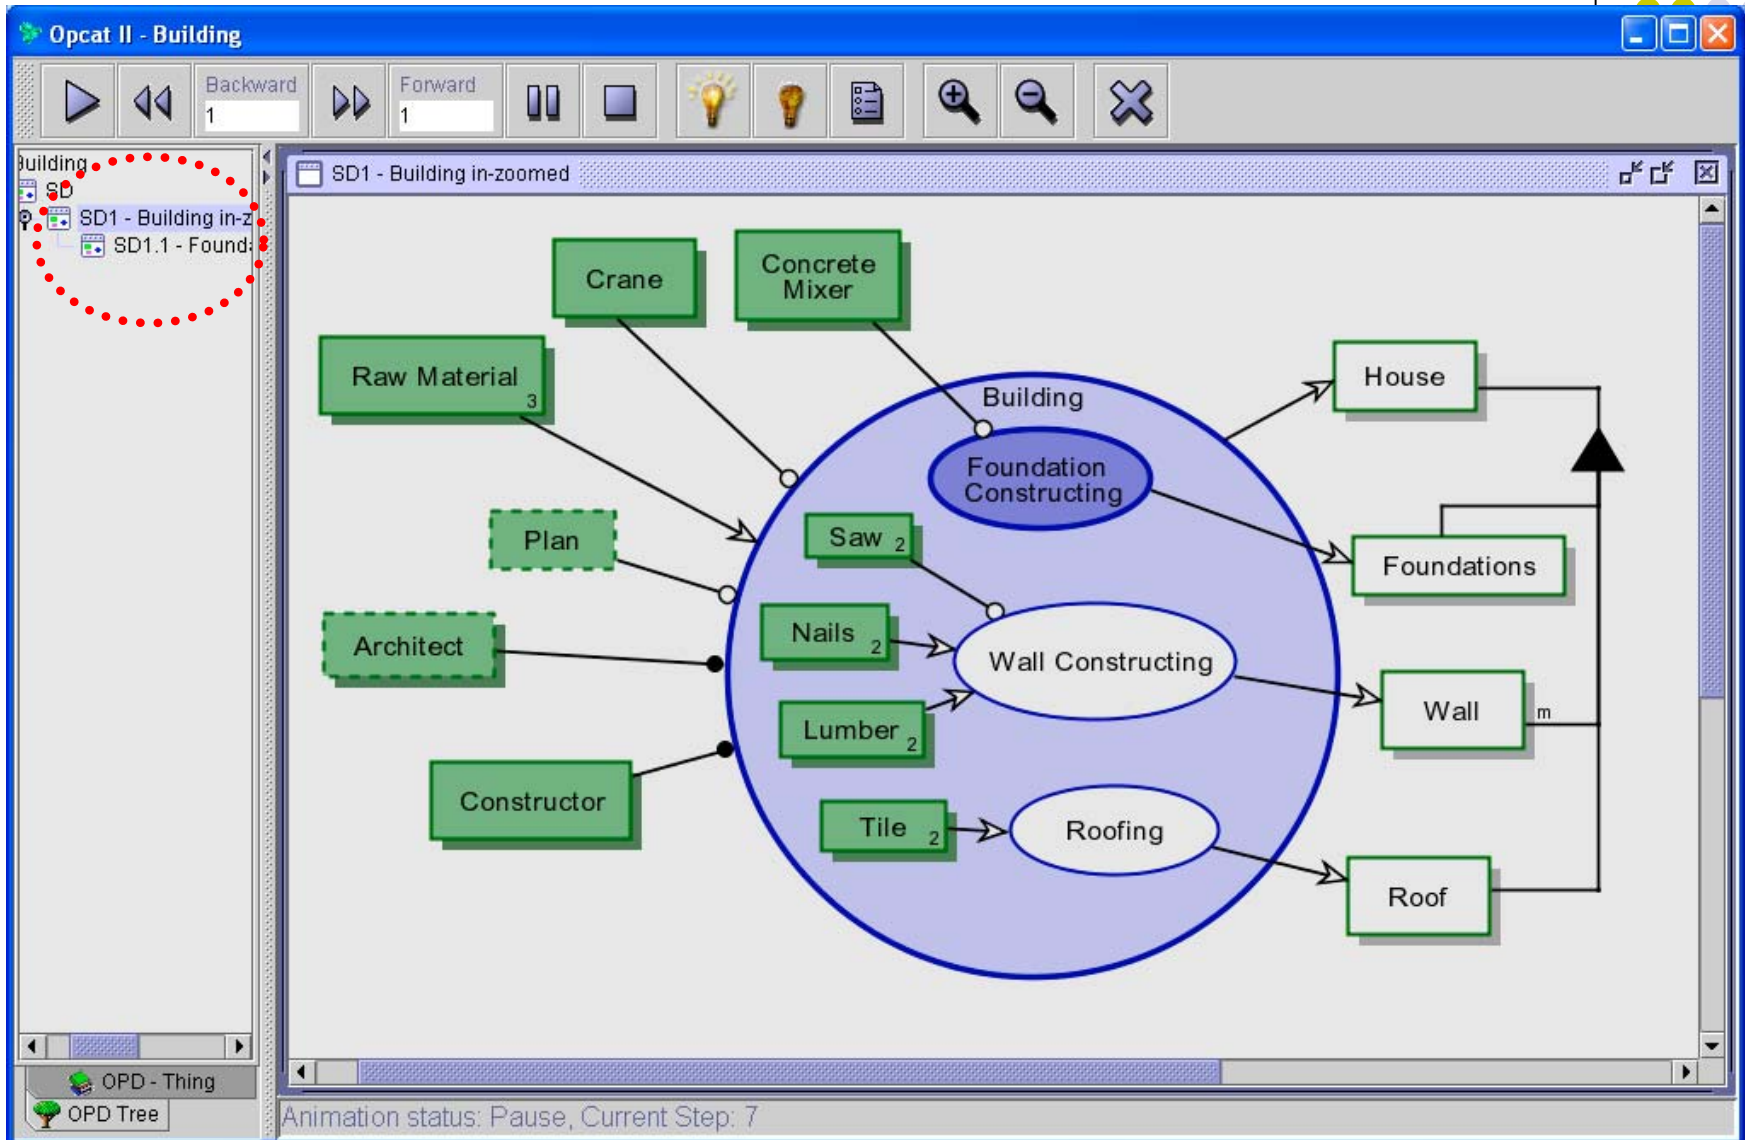 Opcat II - Building
Backward
1
Forward
1
Building
SD
SD1 - Building in-z
SD1.1 - Found
SD1 - Building in-zoomed
Crane
Concrete
Mixer
Raw Material
3
Building
House
Foundation
Constructing
Plan
Saw 2
Foundations
Nails
2
Architect
Wall Constructing
Lumber
2
Wall
m
Constructor
Tile
2
Roofing
Roof
OPD - Thing
OPD Tree
Animation status: Pause, Current Step: 7